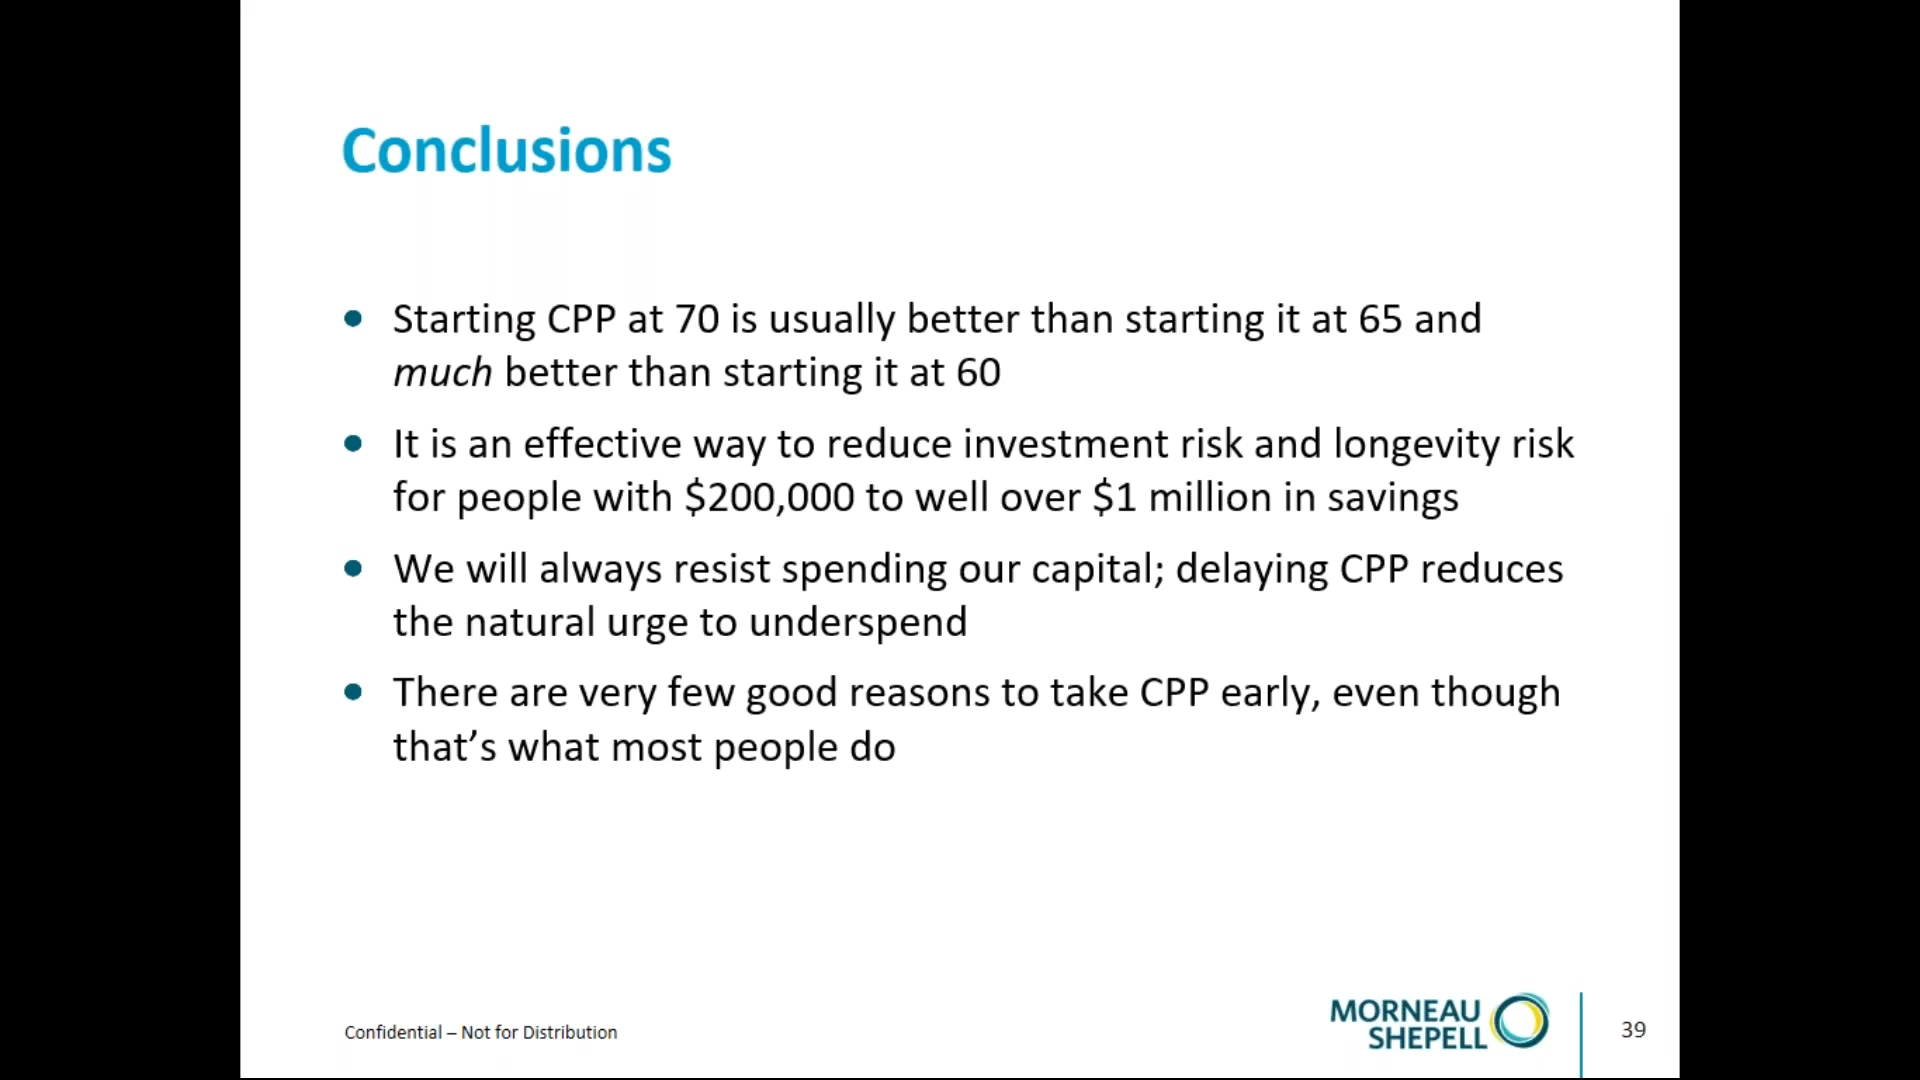 Conclusions
• Starting CPP at 70 is usually better than starting it at 65 and
much better than starting it at 60
• It is an effective way to reduce investment risk and longevity risk
for people with $200,000 to well over $1 million in savings
• We will always resist spending our capital; delaying CPP reduces
the natural urge to underspend
• There are very few good reasons to take CPP early, even though
that’s what most people do
Confidential – Not for Distribution
MORNEAU
SHEPELL
39